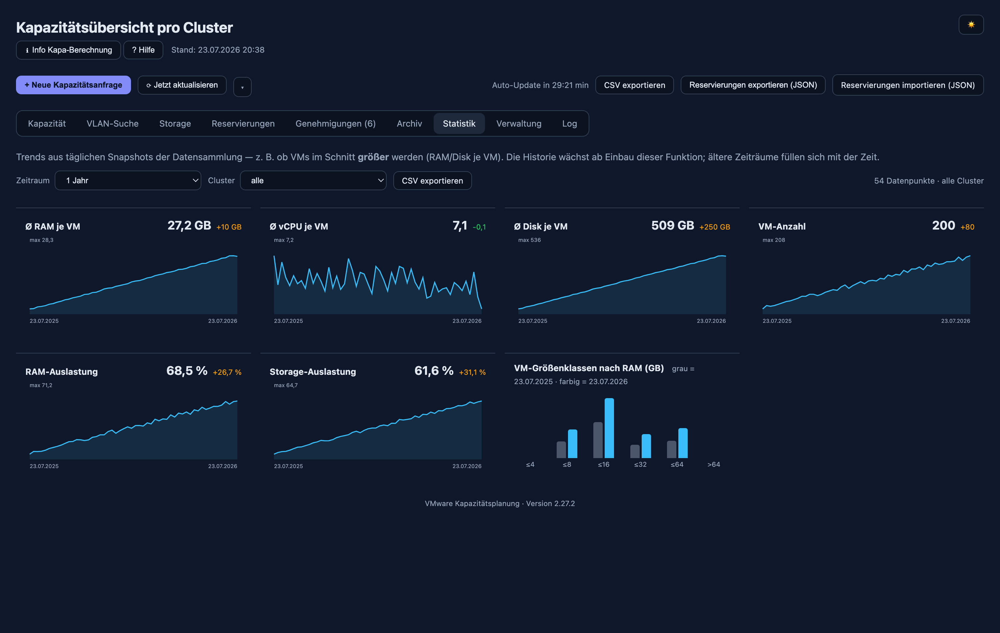 Kapazitätsübersicht pro Cluster
ℹ Info Kapa-Berechnung ? Hilfe Stand: 23.07.2026 20:38
+ Neue Kapazitätsanfrage ⟳ Jetzt aktualisieren ▾ Auto-Update in 29:21 min CSV exportieren Reservierungen exportieren (JSON) Reservierungen importieren (JSON)
Kapazität VLAN-Suche Storage Reservierungen Genehmigungen (6) Archiv Statistik Verwaltung Log
Trends aus täglichen Snapshots der Datensammlung — z. B. ob VMs im Schnitt größer werden (RAM/Disk je VM). Die Historie wächst ab Einbau dieser Funktion; ältere Zeiträume füllen sich mit der Zeit.
Zeitraum 1 Jahr Cluster alle CSV exportieren 54 Datenpunkte · alle Cluster
Ø RAM je VM 27,2 GB +10 GB
max 28,3
23.07.2025 23.07.2026
Ø vCPU je VM 7,1 -0,1
max 7,2
23.07.2025 23.07.2026
Ø Disk je VM 509 GB +250 GB
max 536
23.07.2025 23.07.2026
VM-Anzahl 200 +80
max 208
23.07.2025 23.07.2026
RAM-Auslastung 68,5 % +26,7 %
max 71,2
23.07.2025 23.07.2026
Storage-Auslastung 61,6 % +31,1 %
max 64,7
23.07.2025 23.07.2026
VM-Größenklassen nach RAM (GB) grau =
23.07.2025 · farbig = 23.07.2026
≤4 ≤8 ≤16 ≤32 ≤64 >64
VMware Kapazitätsplanung · Version 2.27.2